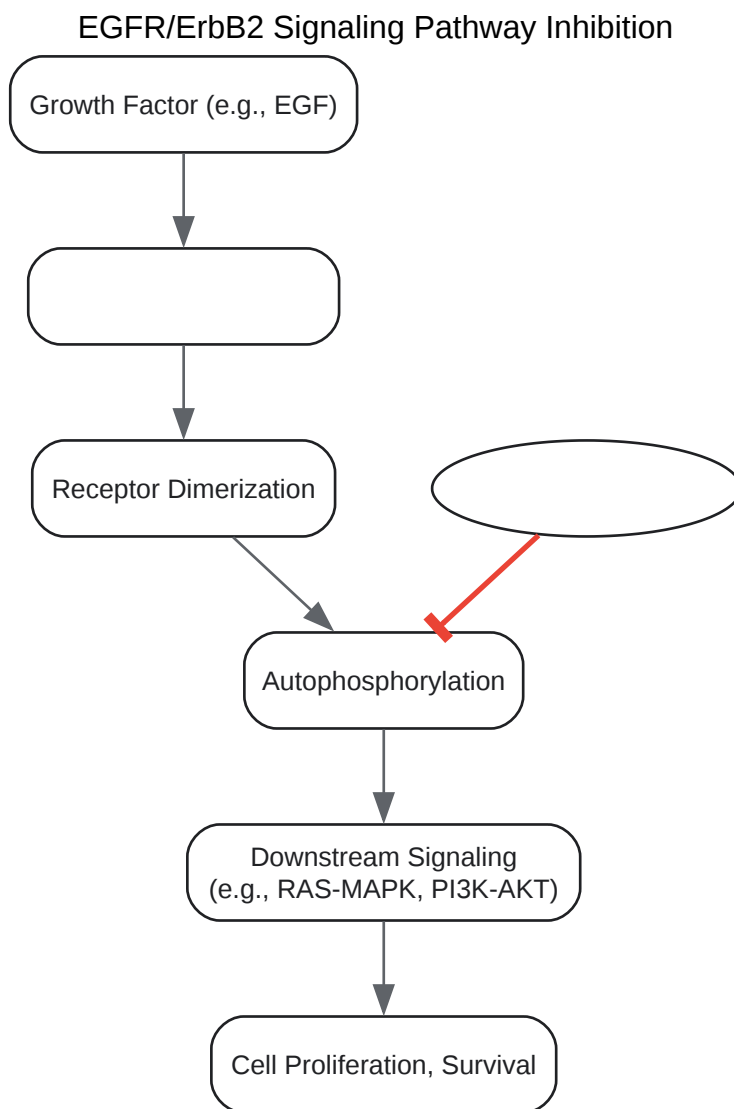 EGFR/ErbB2 Signaling Pathway Inhibition
Growth Factor (e.g., EGF)
Receptor Dimerization
Autophosphorylation
Downstream Signaling
(e.g., RAS-MAPK, PI3K-AKT)
Cell Proliferation, Survival